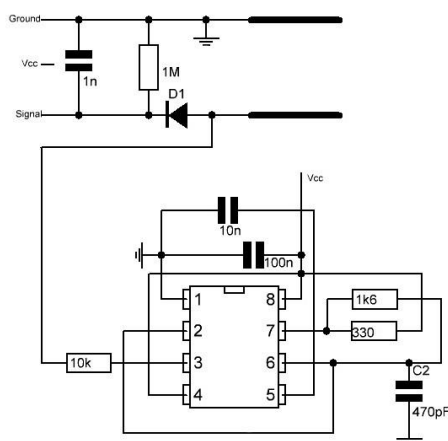 Ground
Vcc
1n
1M
Signal
D1
Vcc
10n
100n
1 8
1k6
2 7
330
10k
3 6
C2
4 5
470pF